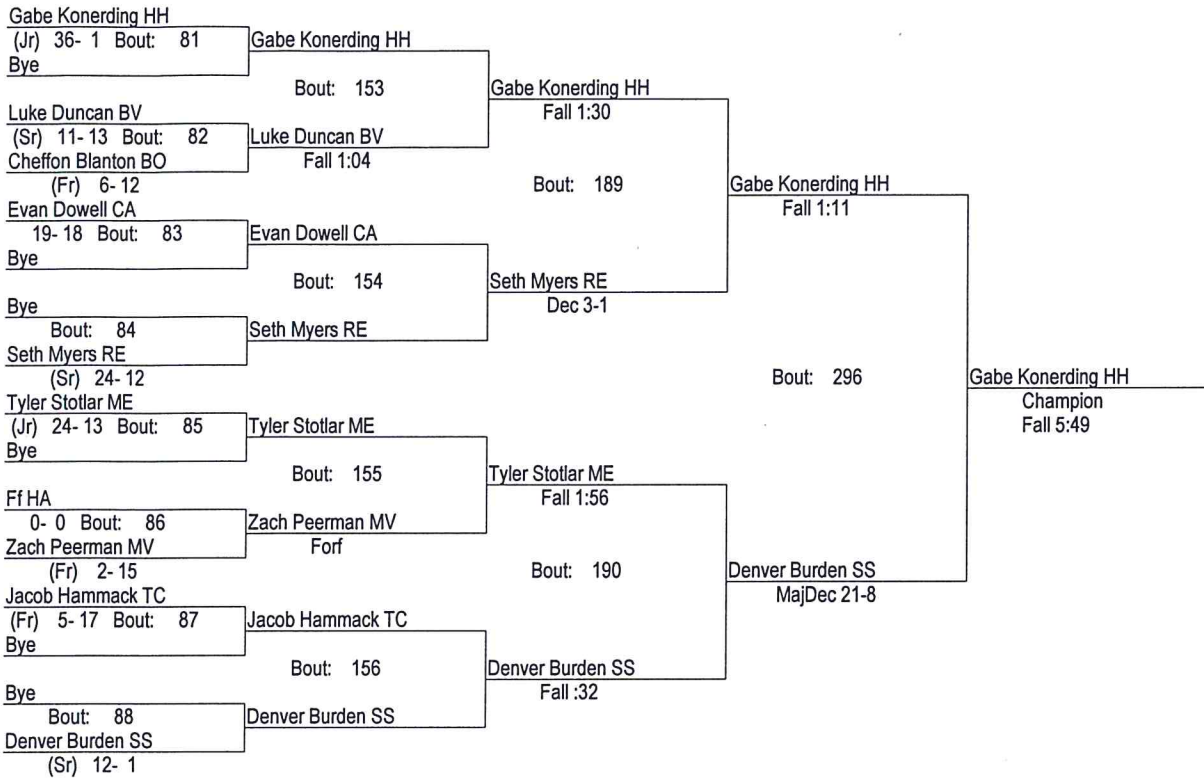 Gabe Konerding HH
(Jr) 36- 1 Bout: 81
Bye
Luke Duncan BV
(Sr) 11- 13 Bout: 82
Cheffon Blanton BO
(Fr) 6- 12
Evan Dowell CA
19- 18 Bout: 83
Bye
Bye
Bout: 84
Seth Myers RE
(Sr) 24- 12
Tyler Stotlar ME
(Jr) 24- 13 Bout: 85
Bye
Ff HA
0- 0 Bout: 86
Zach Peerman MV
(Fr) 2- 15
Jacob Hammack TC
(Fr) 5- 17 Bout: 87
Bye
Bye
Bout: 88
Denver Burden SS
(Sr) 12- 1
Gabe Konerding HH
Bout: 153
Luke Duncan BV
Fall 1:04
Evan Dowell CA
Bout: 154
Seth Myers RE
Tyler Stotlar ME
Bout: 155
Zach Peerman MV
Forf
Jacob Hammack TC
Bout: 156
Denver Burden SS
Gabe Konerding HH
Fall 1:30
Bout: 189
Seth Myers RE
Dec 3-1
Tyler Stotlar ME
Fall 1:56
Bout: 190
Denver Burden SS
Fall :32
Gabe Konerding HH
Fall 1:11
Bout: 296
Denver Burden SS
MajDec 21-8
Gabe Konerding HH
Champion
Fall 5:49